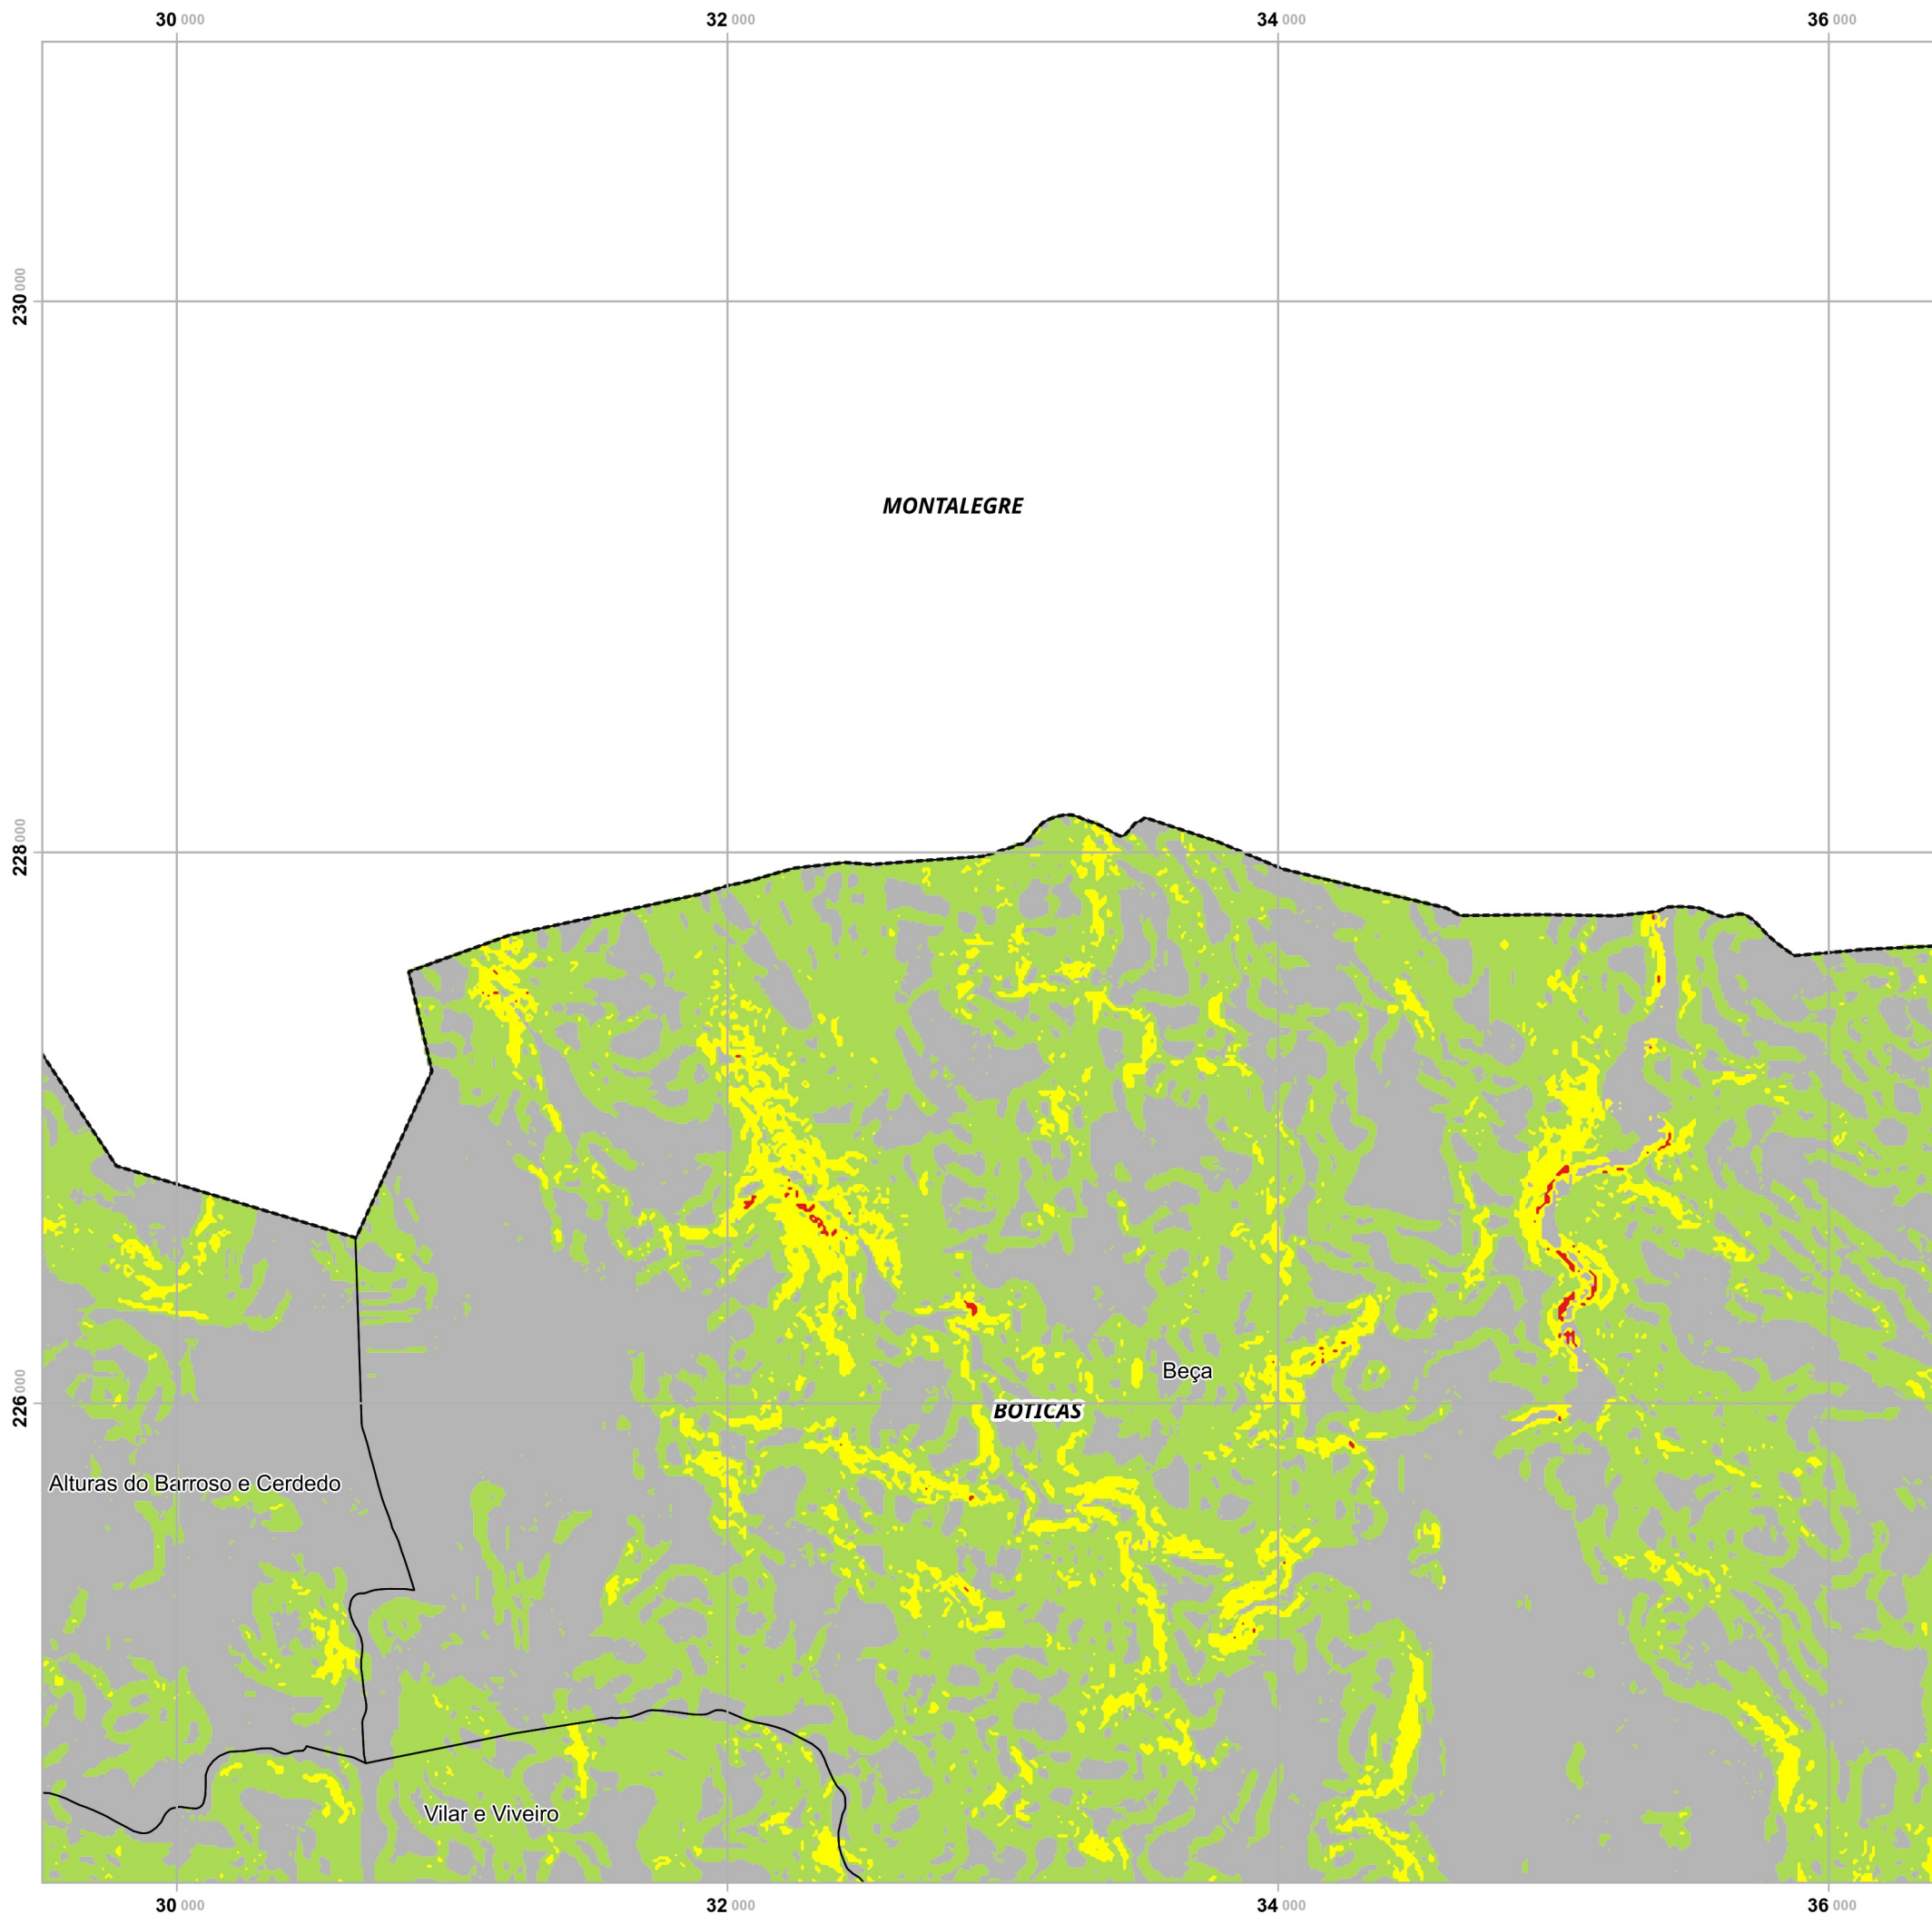 30 000 32 000 34 000 36 000
230 000
MONTALEGRE
228 000
Beça
226 000
BOTICAS
Alturas do Barroso e Cerdedo
Vilar e Viveiro
30 000 32 000 34 000 36 000